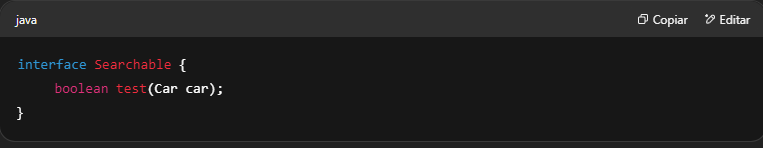 java
Copiar
Editar
interface Searchable {
    boolean test(Car car);
}